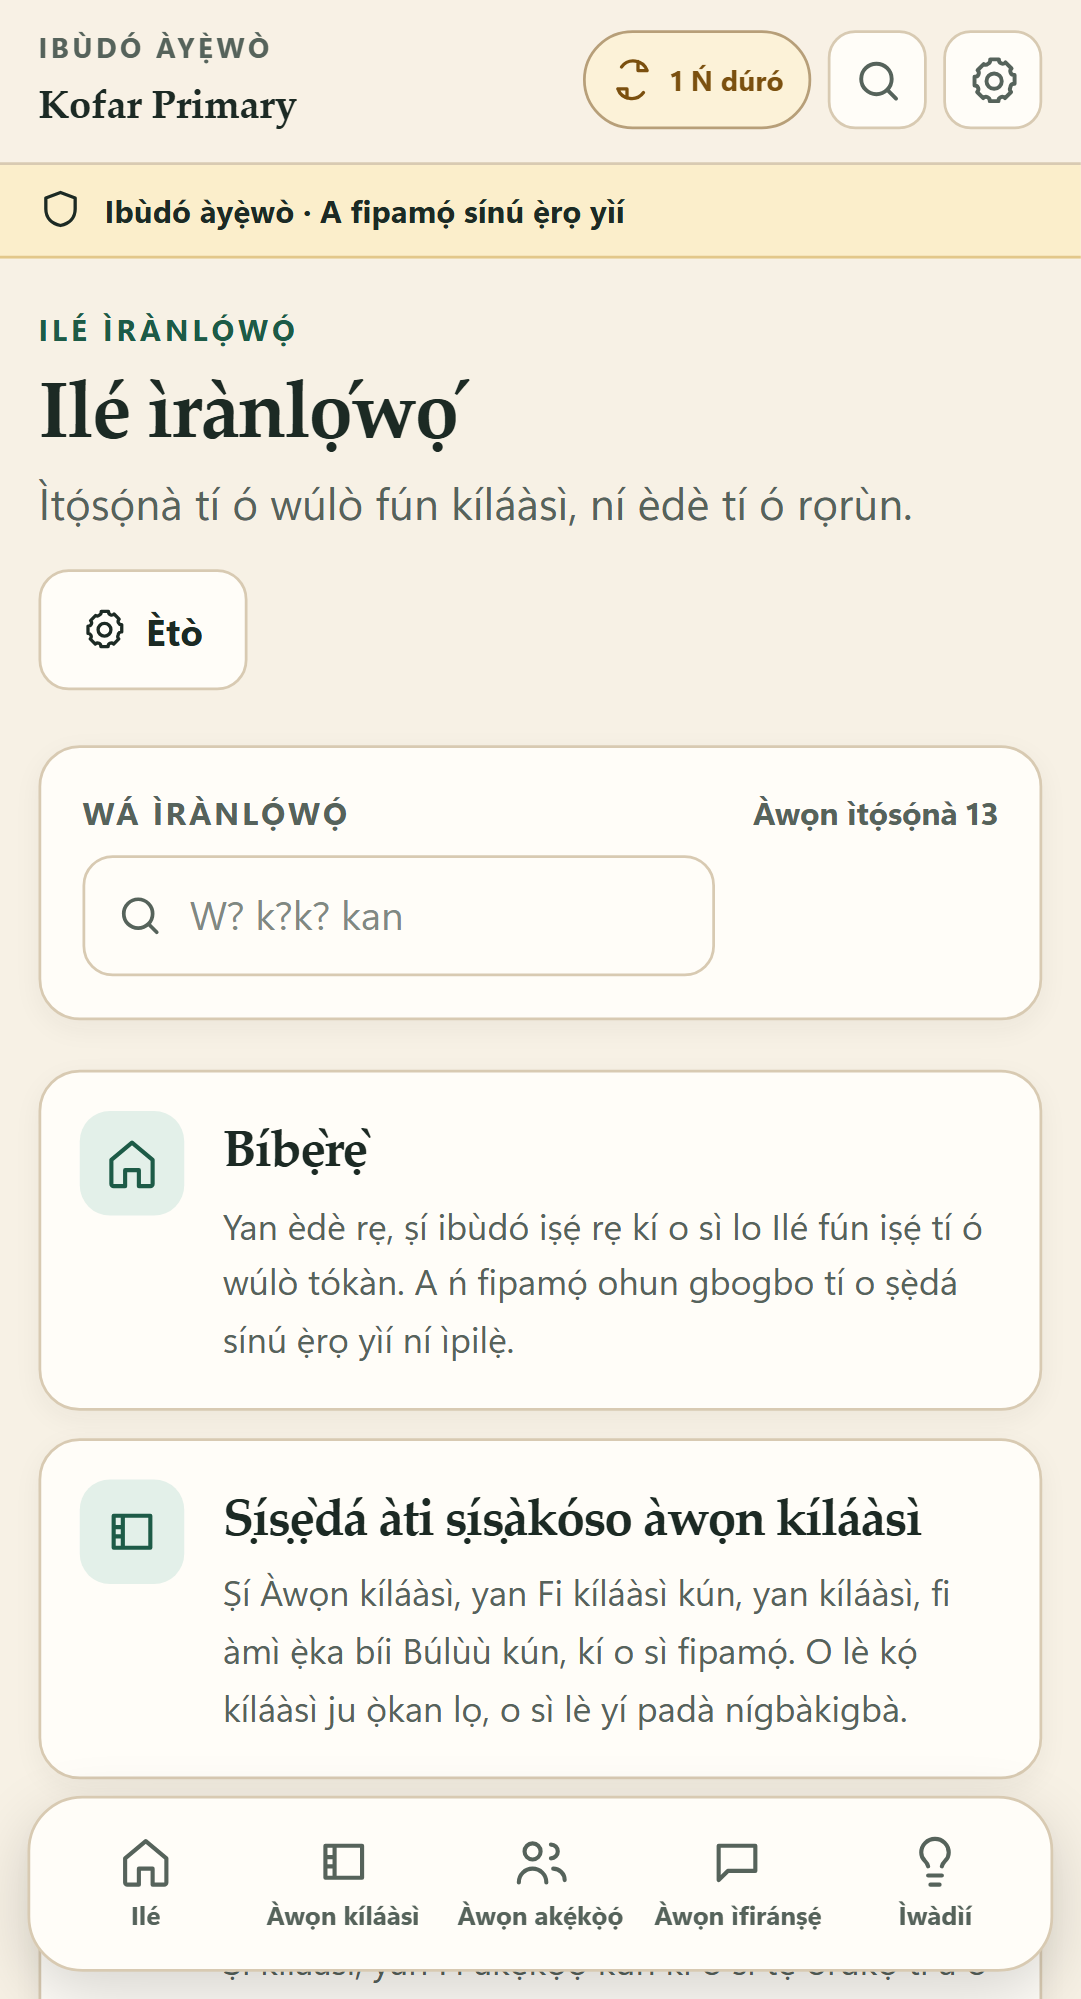 IBÙDÓ ÀYẸ̀WÒ
Kofar Primary
1 Ń dúró
Ibùdó àyẹ̀wò · A fipamọ́ sínú ẹ̀rọ yìí
ILÉ ÌRÀNLỌ́WỌ́
Ilé ìrànlọ́wọ́
Ìtọ́sọ́nà tí ó wúlò fún kíláàsì, ní èdè tí ó rọrùn.
Ètò
WÁ ÌRÀNLỌ́WỌ́
Àwọn ìtọ́sọ́nà 13
W? k?k? kan
Bíbẹ̀rẹ̀
Yan èdè rẹ, ṣí ibùdó iṣẹ́ rẹ kí o sì lo Ilé fún iṣẹ́ tí ó
wúlò tókàn. A ń fipamọ́ ohun gbogbo tí o ṣẹ̀dá
sínú ẹ̀rọ yìí ní ìpilẹ̀.
Ṣíṣẹ̀dá àti ṣíṣàkóso àwọn kíláàsì
Ṣí Àwọn kíláàsì, yan Fi kíláàsì kún, yan kíláàsì, fi
àmì ẹ̀ka bíi Búlùù kún, kí o sì fipamọ́. O lè kọ́
kíláàsì ju ọ̀kan lọ, o sì lè yí padà nígbàkigbà.
Ilé
Àwọn kíláàsì
Àwọn akẹ́kọ̀ọ́
Àwọn ìfiránṣẹ́
Ìwàdìí